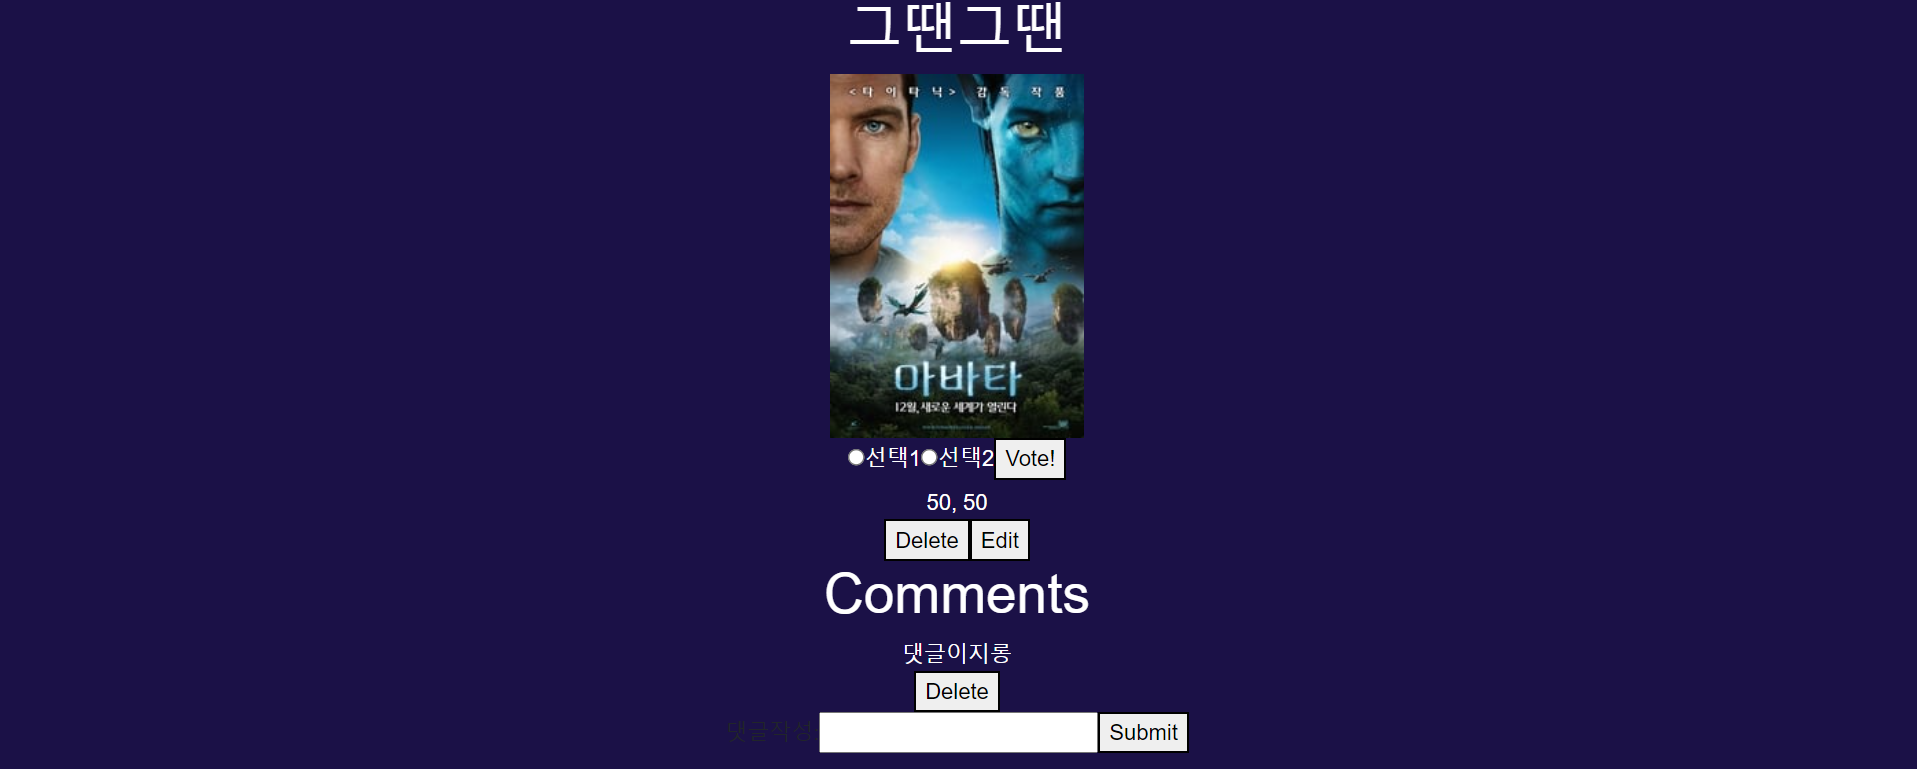 그땐그땐
<타이타닉> 감독 작품
아바타
12월, 새로운 세계가 열린다
선택1 선택2 Vote!
50, 50
Delete Edit
Comments
댓글이지롱
Delete
댓글작성 Submit